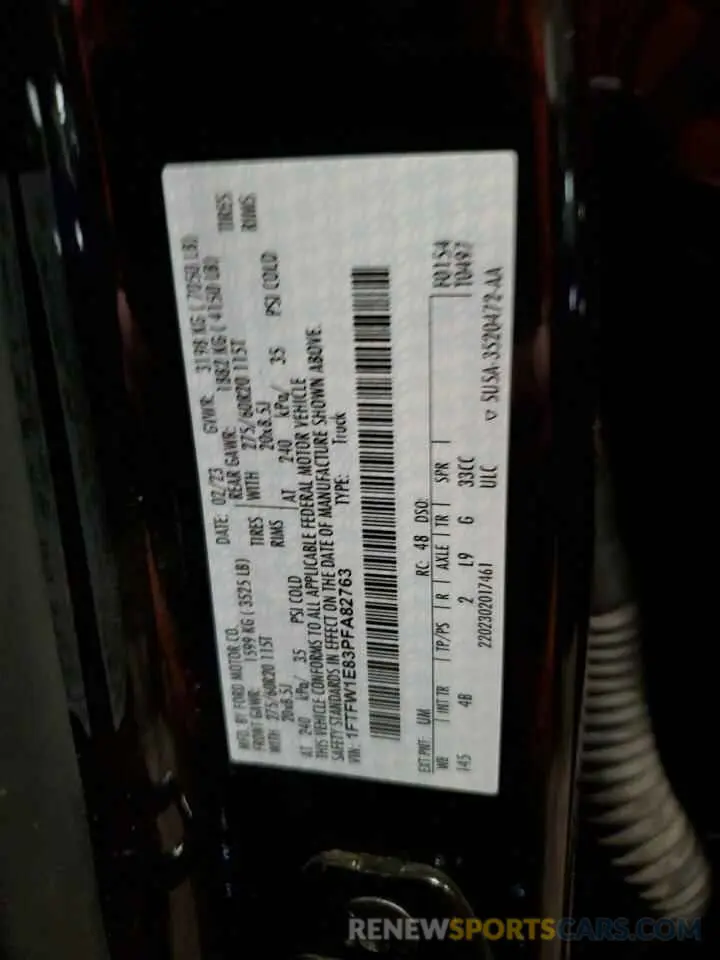 MFD. BY FORD MOTOR CO. DATE: 02/23 GVWR: 3198 KG ( 7050 LB)
FRONT GAWR: 1599 KG ( 3525 LB) REAR GAWR: 1882 KG ( 4150 LB)
WITH 275/60R20 115T TIRES WITH 275/60R20 115T TIRES
20x8.5J RIMS 20x8.5J RIMS
AT 240 kPa/ 35 PSI COLD AT 240 kPa/ 35 PSI COLD
THIS VEHICLE CONFORMS TO ALL APPLICABLE FEDERAL MOTOR VEHICLE
SAFETY STANDARDS IN EFFECT ON THE DATE OF MANUFACTURE SHOWN ABOVE.
VIN: 1FTFW1E83PFA82763 TYPE: Truck
EXT PNT: UM RC: 48 DSO: F0154
WB INT TR TP/PS R AXLE TR SPR T0497
145 4B 2 L9 G 33CC
ULC
2202302017461 ▽ SU5A-3520472-AA
RENEWSPORTSCARS.COM